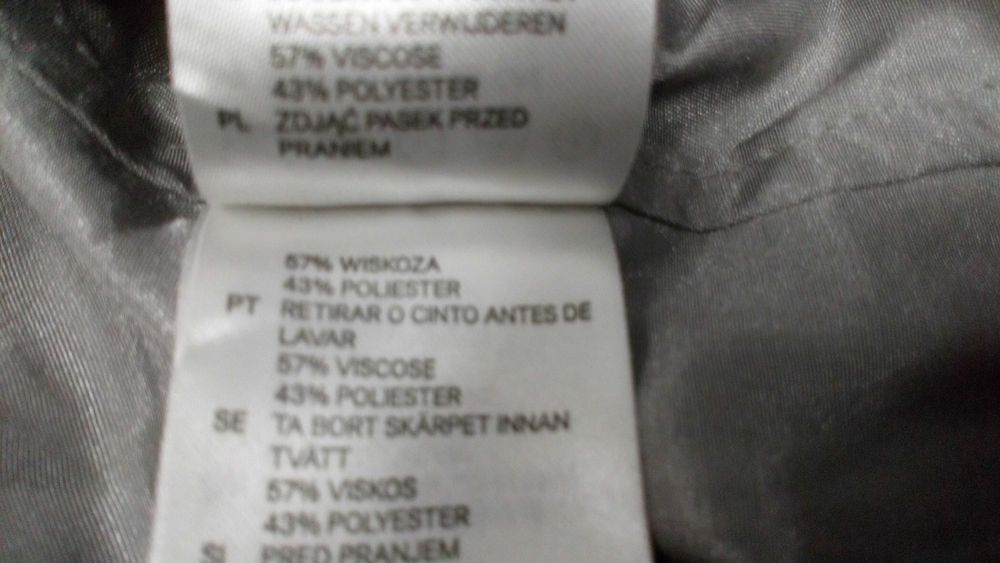 WASSEN VERWIJDEREN
57% VISCOSE
43% POLYESTER
PL ZDJĄĆ PASEK PRZED
PRANIEM
57% WISKOZA
43% POLIESTER
PT RETIRAR O CINTO ANTES DE
LAVAR
57% VISCOSE
43% POLIESTER
SE TA BORT SKÄRPET INNAN
TVÄTT
57% VISKOS
43% POLYESTER
SI PRED PRANJEM